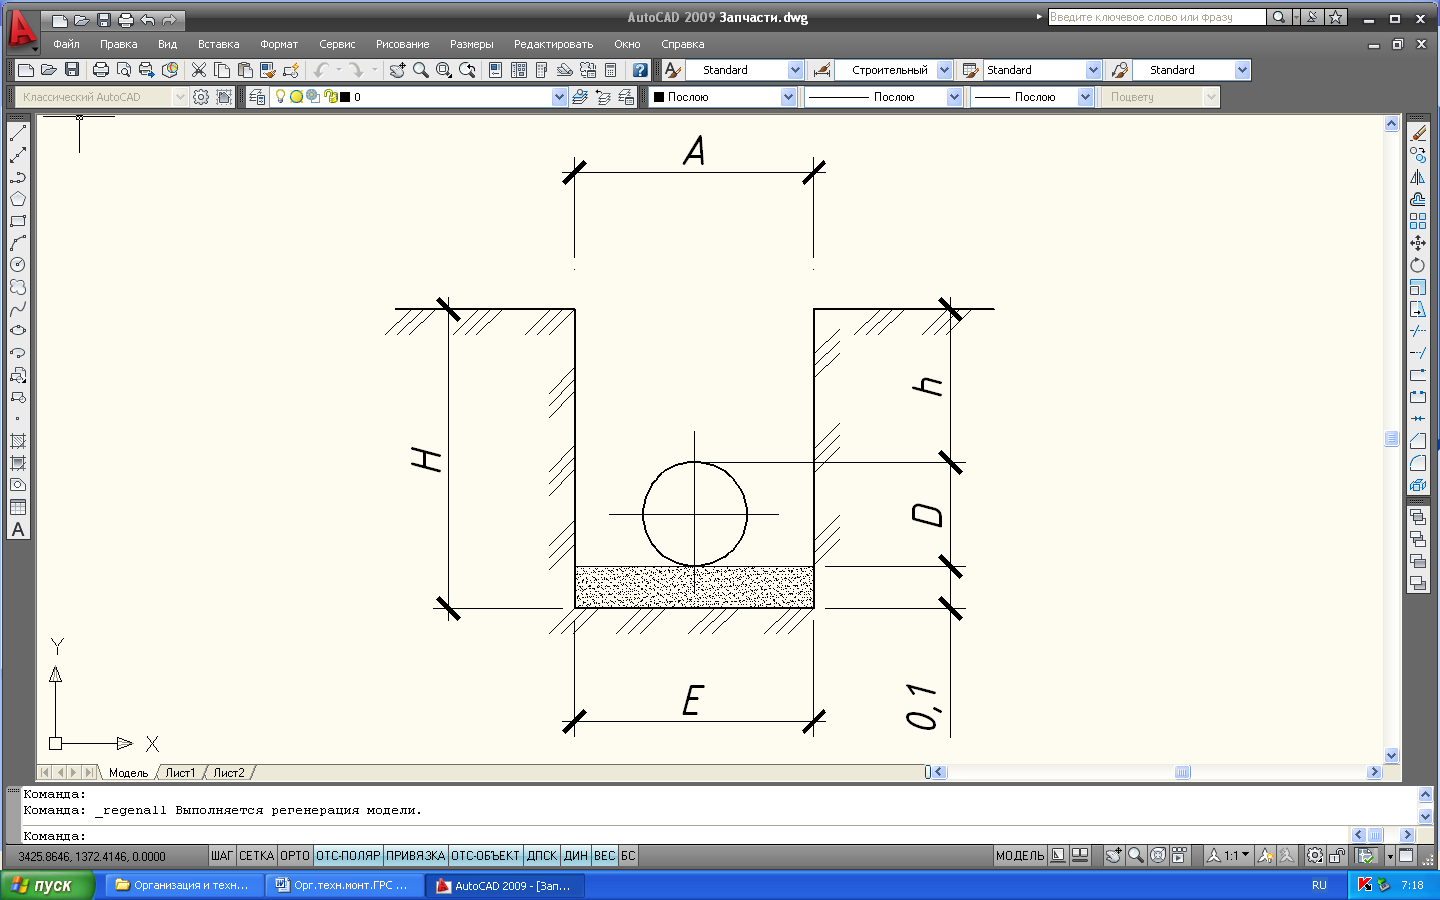 AutoCAD 2009 Запчасти.dwg
Введите ключевое слово или фразу
Файл Правка Вид Вставка Формат Сервис Рисование Размеры Редактировать Окно Справка
Standard Строительный Standard Standard
Классический AutoCAD 0 Послою Послою Послою Поцвету
A
h
H
D
E
0,1
Y
X
A
Модель Лист1 Лист2
Команда:
Команда: _regenall Выполняется регенерация модели.
Команда:
3425.8646, 1372.4146, 0.0000 ШАГ СЕТКА ОРТО ОТС-ПОЛЯР ПРИВЯЗКА ОТС-ОБЪЕКТ ДПСК ДИН ВЕС БС МОДЕЛЬ 1:1
пуск Организация и техн... Орг.техн.монт.ГРС ... AutoCAD 2009 - [Зап... RU 7:18